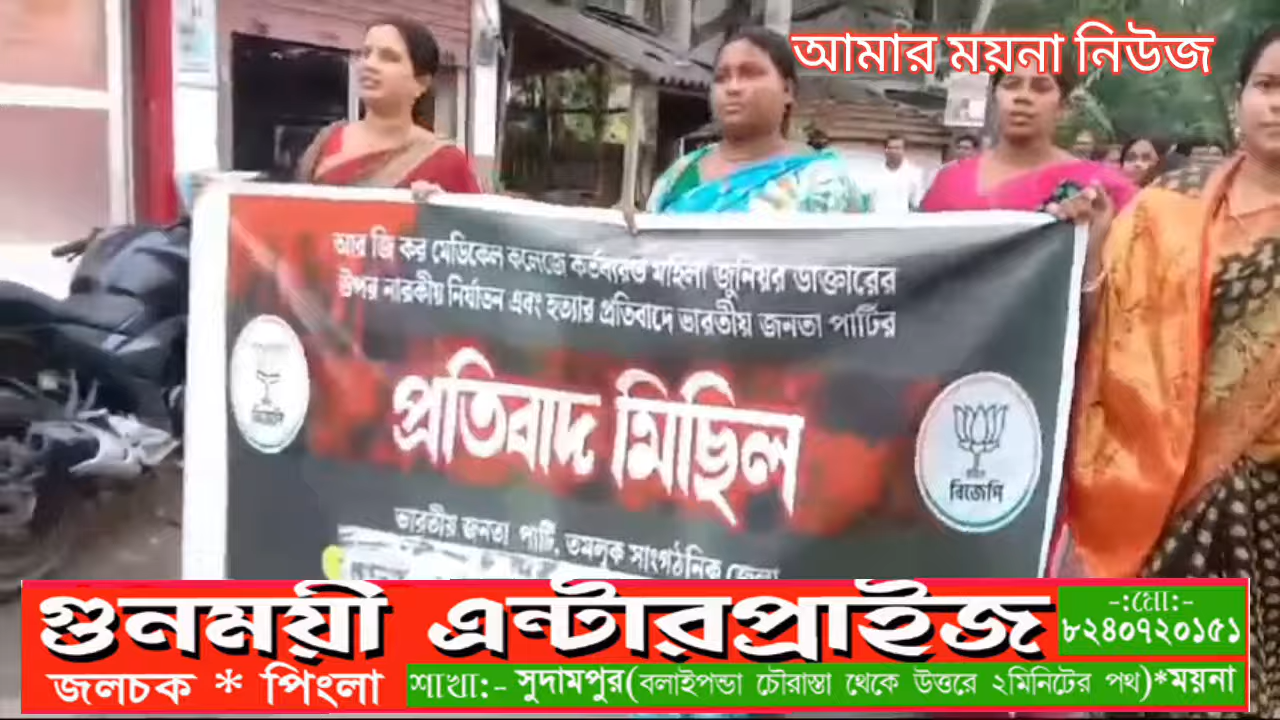 আমার ময়না নিউজ
আর জি কর মেডিকেল কলেজে কর্তব্যরত মহিলা জুনিয়র ডাক্তারের
উপর নারকীয় নির্যাতন এবং হত্যার প্রতিবাদে ভারতীয় জনতা পার্টির
প্রতিবাদ মিছিল
বিজেপি
বিজেপি
ভারতীয় জনতা পার্টি, তমলুক সাংগঠনিক জেলা
গুনময়ী এন্টারপ্রাইজ
-:মো:-
৮২৪০৭২০১৫১
জলচক * পিংলা
শাখা:- সুদামপুর(বলাইপন্ডা চৌরাস্তা থেকে উত্তরে ২মিনিটের পথ)*ময়না